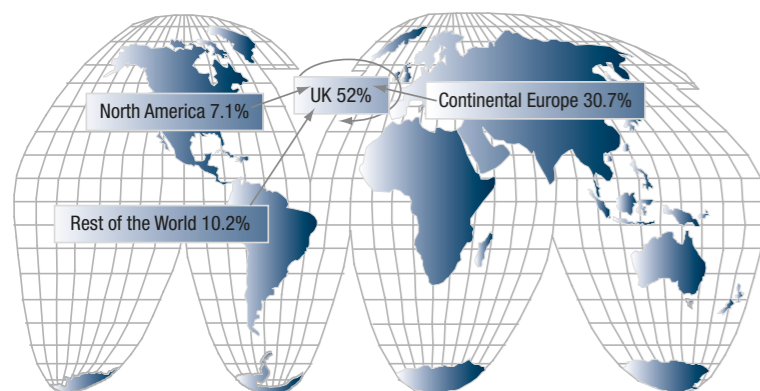 UK 52%
North America 7.1%
Continental Europe 30.7%
Rest of the World 10.2%